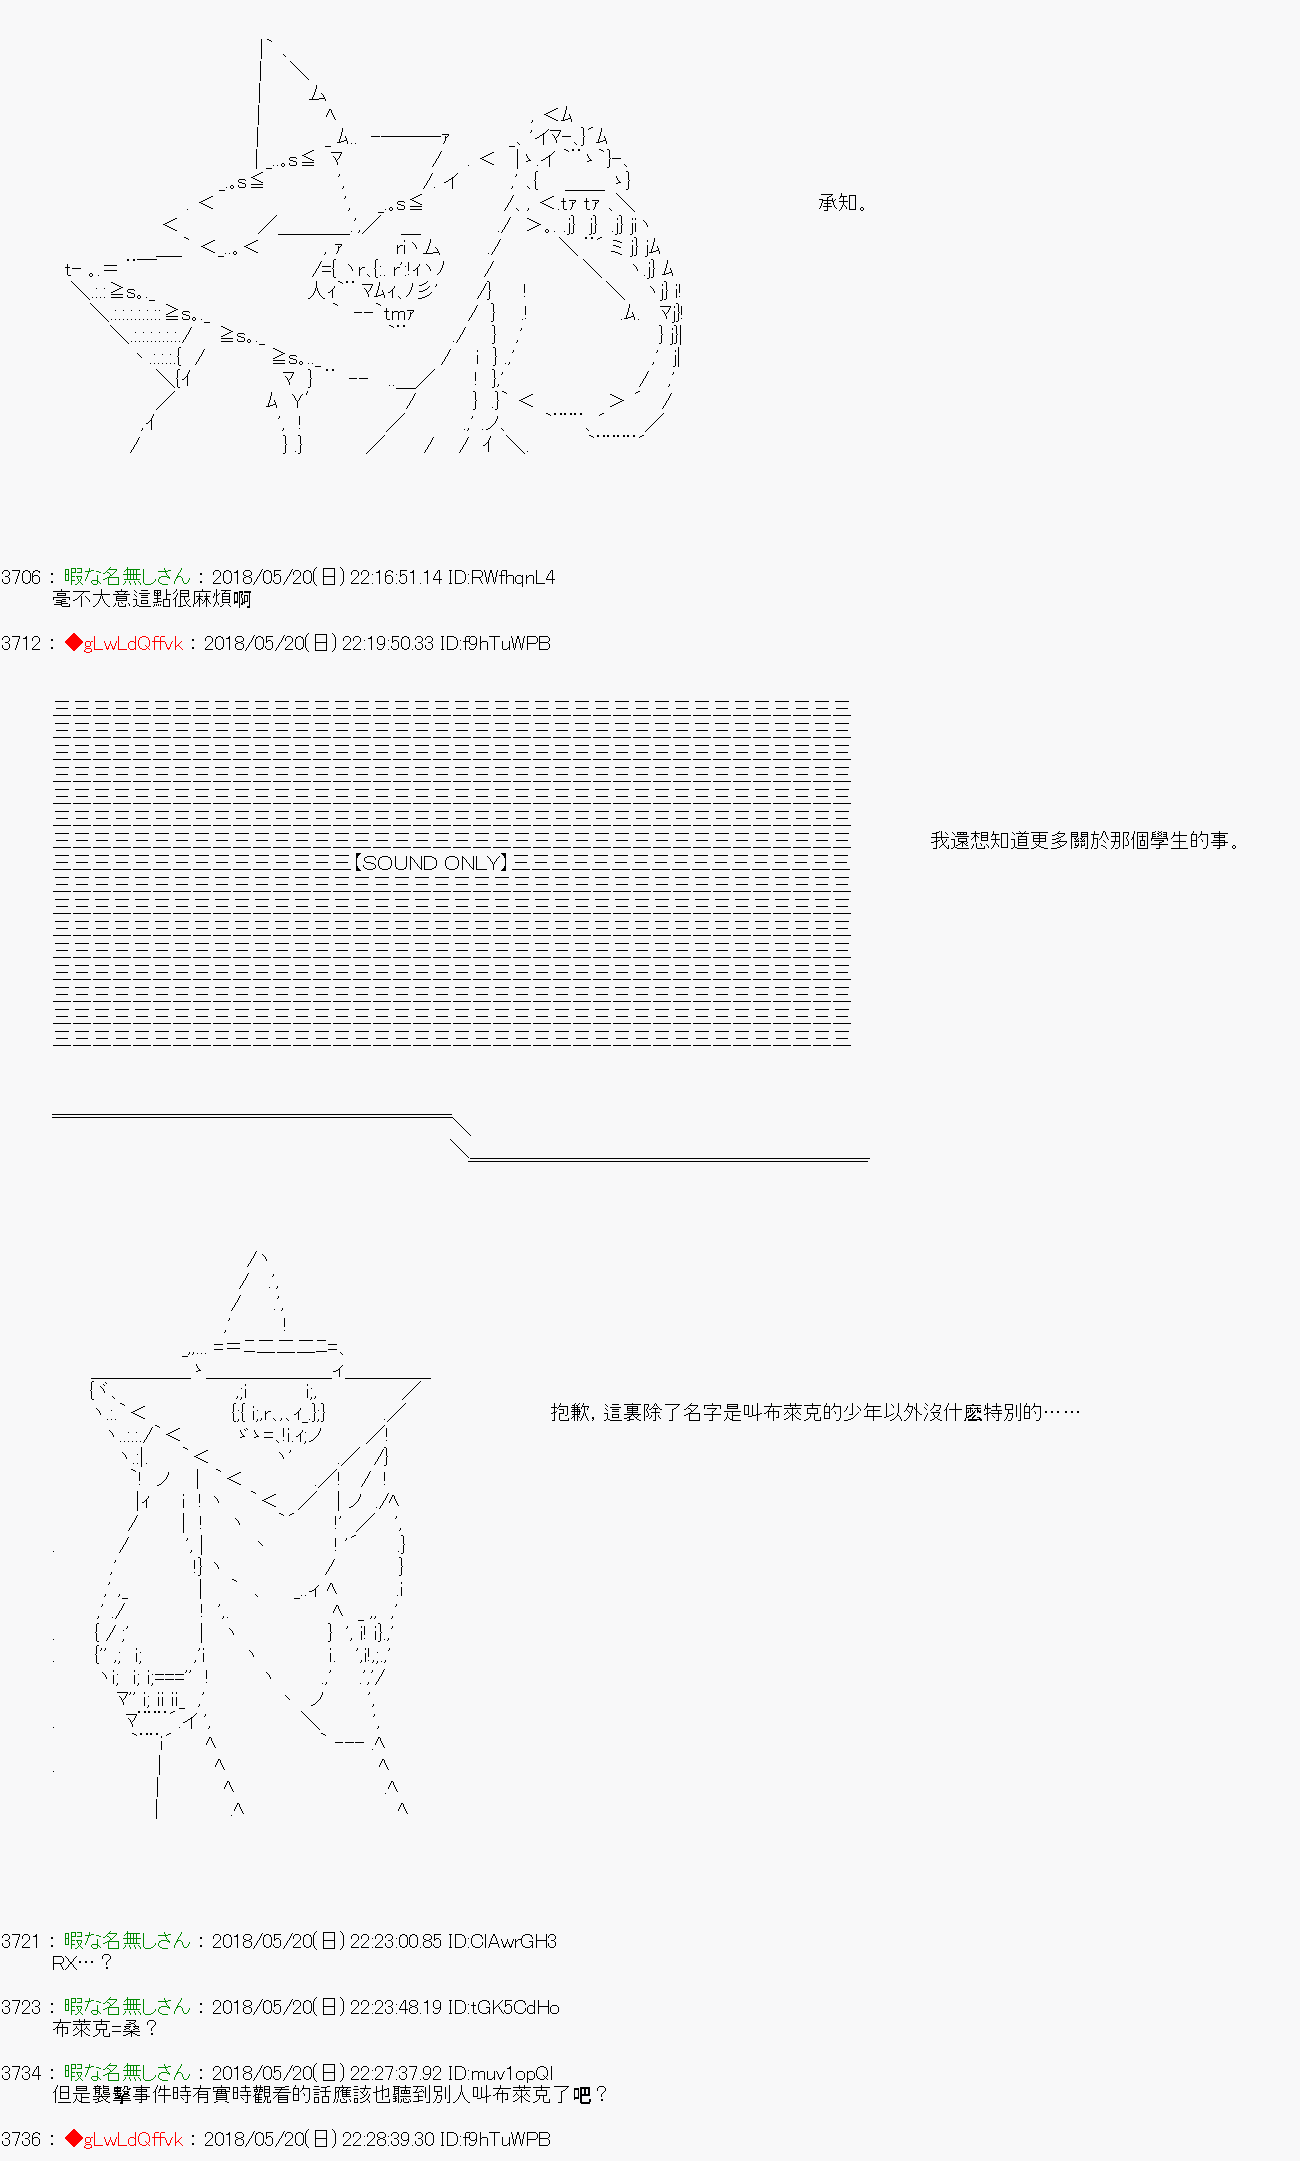 承知。
3706 : 暇な名無しさん : 2018/05/20(日) 22:16:51.14 ID:RWfhqnL4
毫不大意這點很麻煩啊
3712 : ◆gLwLdQffvk : 2018/05/20(日) 22:19:50.33 ID:f9hTuWPB
我還想知道更多關於那個學生的事。
【SOUND ONLY】
抱歉, 這裏除了名字是叫布萊克的少年以外沒什麽特別的……
3721 : 暇な名無しさん : 2018/05/20(日) 22:23:00.85 ID:ClAwrGH3
RX…？
3723 : 暇な名無しさん : 2018/05/20(日) 22:23:48.19 ID:tGK5CdHo
布萊克=桑？
3734 : 暇な名無しさん : 2018/05/20(日) 22:27:37.92 ID:muv1opQl
但是襲擊事件時有實時觀看的話應該也聽到別人叫布萊克了吧？
3736 : ◆gLwLdQffvk : 2018/05/20(日) 22:28:39.30 ID:f9hTuWPB